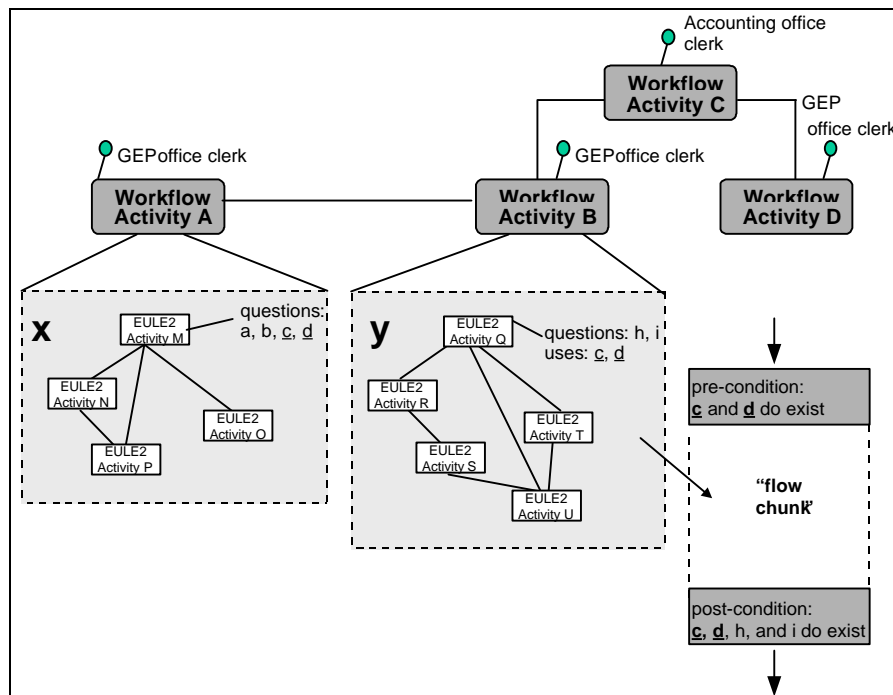 Accounting office
clerk
Workflow
Activity C
GEP
office clerk
GEPoffice clerk
GEPoffice clerk
Workflow
Activity A
Workflow
Activity B
Workflow
Activity D
x
EULE2
Activity M
questions:
a, b, c, d
EULE2
Activity N
EULE2
Activity O
EULE2
Activity P
y
EULE2
Activity Q
questions: h, i
uses: c, d
EULE2
Activity R
EULE2
Activity T
EULE2
Activity S
EULE2
Activity U
pre-condition:
c and d do exist
“flow
chunk”
post-condition:
c, d, h, and i do exist